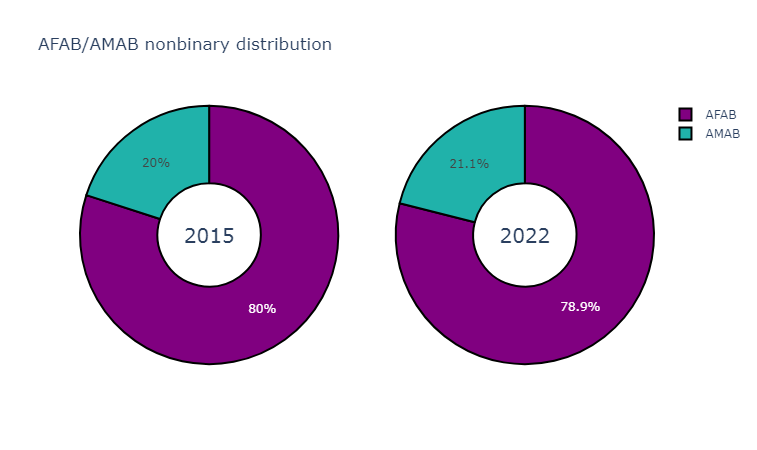 AFAB/AMAB nonbinary distribution
AFAB
AMAB
20%
2015
80%
21.1%
2022
78.9%